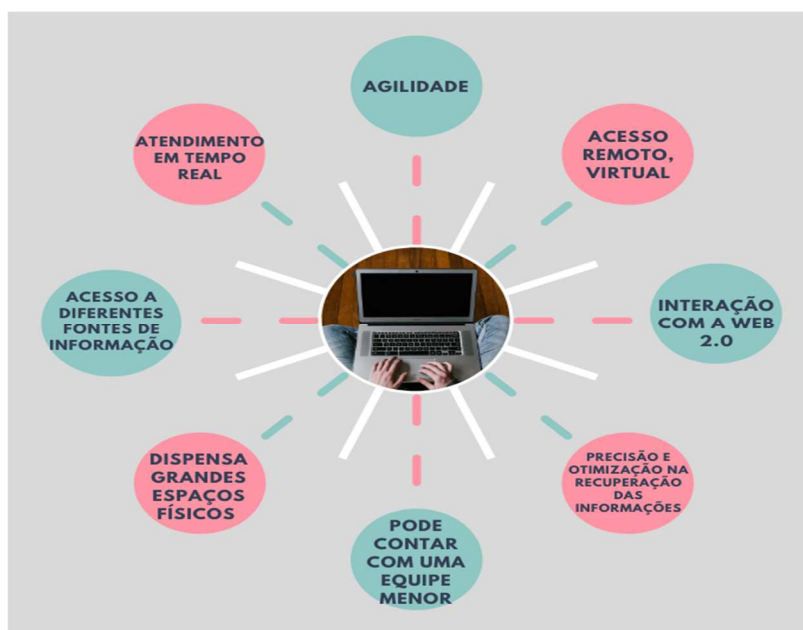 AGILIDADE
ATENDIMENTO
EM TEMPO
REAL
ACESSO
REMOTO,
VIRTUAL
ACESSO A
DIFERENTES
FONTES DE
INFORMAÇÃO
INTERAÇÃO
COM A WEB
2.0
DISPENSA
GRANDES
ESPAÇOS
FÍSICOS
PRECISÃO E
OTIMIZAÇÃO NA
RECUPERAÇÃO
DAS
INFORMAÇÕES
PODE
CONTAR
COM UMA
EQUIPE
MENOR